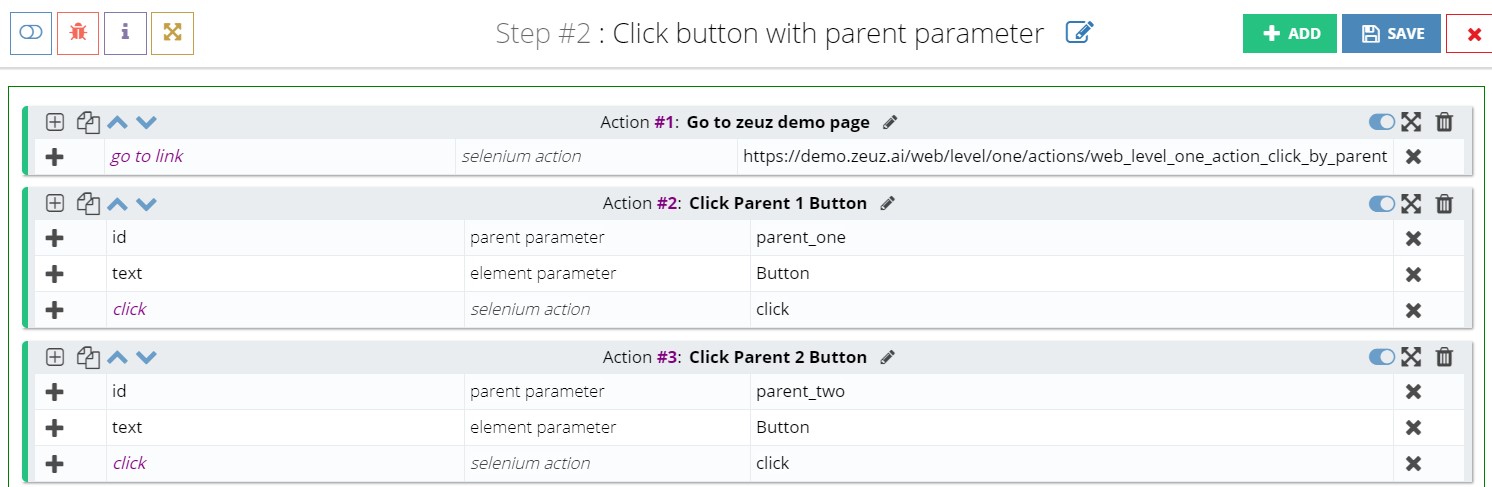 Step #2 : Click button with parent parameter
ADD
SAVE
Action #1: Go to zeuz demo page
go to link selenium action https://demo.zeuz.ai/web/level/one/actions/web_level_one_action_click_by_parent
Action #2: Click Parent 1 Button
id parent parameter parent_one
text element parameter Button
click selenium action click
Action #3: Click Parent 2 Button
id parent parameter parent_two
text element parameter Button
click selenium action click